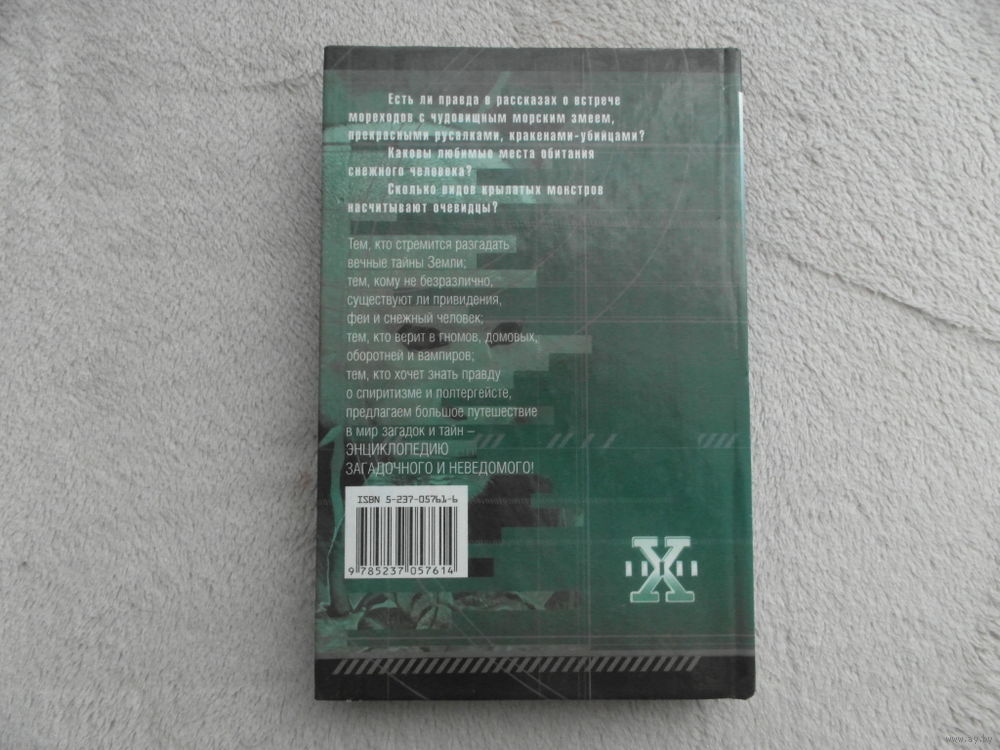 Есть ли правда в рассказах о встрече
мореходов с чудовищным морским змеем,
прекрасными русалками, кракенами-убийцами?
Каковы любимые места обитания
снежного человека?
Сколько видов крылатых монстров
насчитывают очевидцы?
Тем, кто стремится разгадать
вечные тайны Земли;
тем, кому не безразлично,
существуют ли привидения,
феи и снежный человек;
тем, кто верит в гномов, домовых,
оборотней и вампиров;
тем, кто хочет знать правду
о спиритизме и полтергейсте,
предлагаем большое путешествие
в мир загадок и тайн –
ЭНЦИКЛОПЕДИЮ
ЗАГАДОЧНОГО И НЕВЕДОМОГО!
ISBN 5-237-05761-6
9 785237 057614
X
www.ay.by